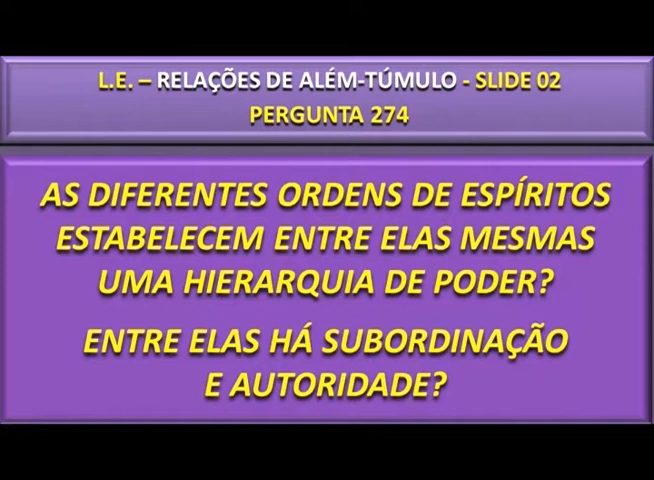 L.E. – RELAÇÕES DE ALÉM-TÚMULO - SLIDE 02
PERGUNTA 274
AS DIFERENTES ORDENS DE ESPÍRITOS
ESTABELECEM ENTRE ELAS MESMAS
UMA HIERARQUIA DE PODER?
ENTRE ELAS HÁ SUBORDINAÇÃO
E AUTORIDADE?